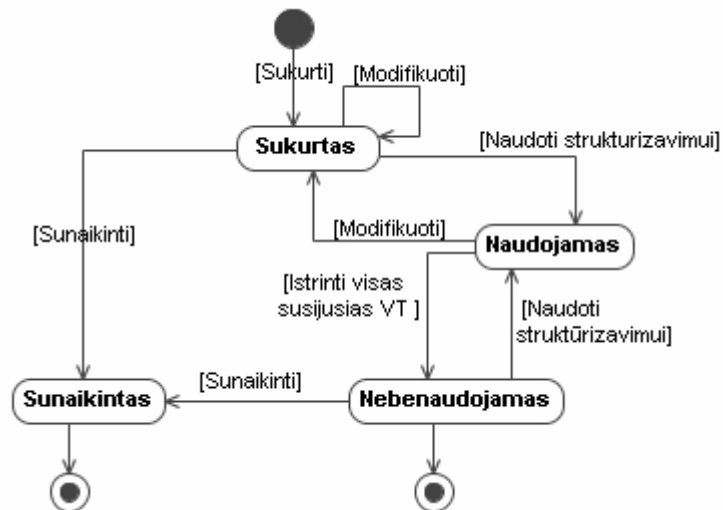 [Sukurti]
[Modifikuoti]
Sukurtas
[Naudoti strukturizavimui]
[Sunaikinti]
[Modifikuoti]
Naudojamas
[Istrinti visas
susijusias VT ]
[Naudoti
struktūrizavimui]
[Sunaikinti]
Sunaikintas
Nebenaudojamas